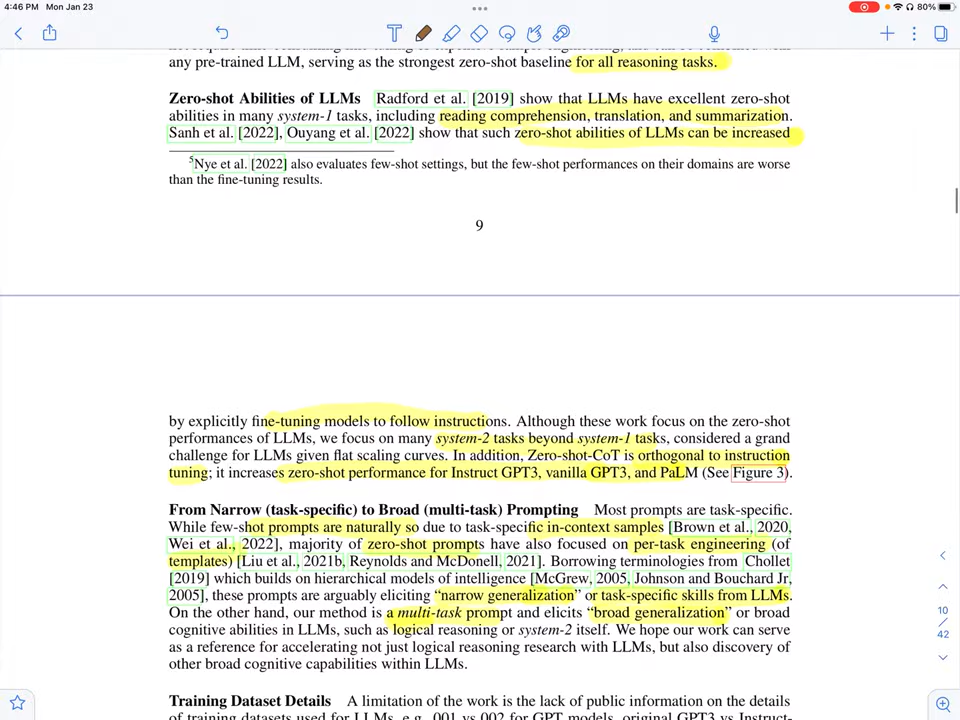 4:46 PM Mon Jan 23
80%
T
any pre-trained LLM, serving as the strongest zero-shot baseline for all reasoning tasks.
Zero-shot Abilities of LLMs Radford et al. [2019] show that LLMs have excellent zero-shot
abilities in many system-1 tasks, including reading comprehension, translation, and summarization.
Sanh et al. [2022], Ouyang et al. [2022] show that such zero-shot abilities of LLMs can be increased
5Nye et al. [2022] also evaluates few-shot settings, but the few-shot performances on their domains are worse
than the fine-tuning results.
9
by explicitly fine-tuning models to follow instructions. Although these work focus on the zero-shot
performances of LLMs, we focus on many system-2 tasks beyond system-1 tasks, considered a grand
challenge for LLMs given flat scaling curves. In addition, Zero-shot-CoT is orthogonal to instruction
tuning; it increases zero-shot performance for Instruct GPT3, vanilla GPT3, and PaLM (See Figure 3).
From Narrow (task-specific) to Broad (multi-task) Prompting Most prompts are task-specific.
While few-shot prompts are naturally so due to task-specific in-context samples [Brown et al., 2020,
Wei et al., 2022], majority of zero-shot prompts have also focused on per-task engineering (of
templates) [Liu et al., 2021b, Reynolds and McDonell, 2021]. Borrowing terminologies from Chollet
[2019] which builds on hierarchical models of intelligence [McGrew, 2005, Johnson and Bouchard Jr,
2005], these prompts are arguably eliciting “narrow generalization” or task-specific skills from LLMs.
On the other hand, our method is a multi-task prompt and elicits “broad generalization” or broad
cognitive abilities in LLMs, such as logical reasoning or system-2 itself. We hope our work can serve
as a reference for accelerating not just logical reasoning research with LLMs, but also discovery of
other broad cognitive capabilities within LLMs.
10
/
42
Training Dataset Details A limitation of the work is the lack of public information on the details
of training datasets used for LLMs, e.g. 001 vs 002 for GPT models, original GPT3 vs Instruct-